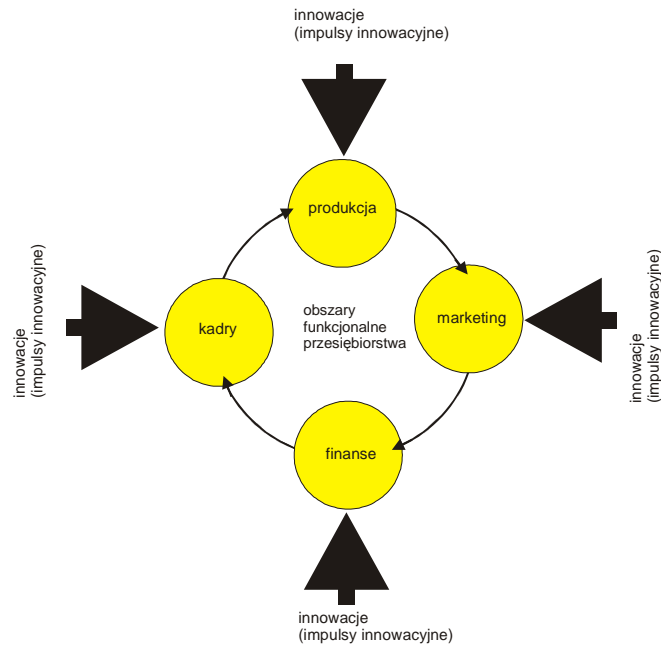 innowacje
(impulsy innowacyjne)
produkcja
innowacje
(impulsy innowacyjne)
kadry
obszary
funkcjonalne
przesiębiorstwa
marketing
innowacje
(impulsy innowacyjne)
finanse
innowacje
(impulsy innowacyjne)